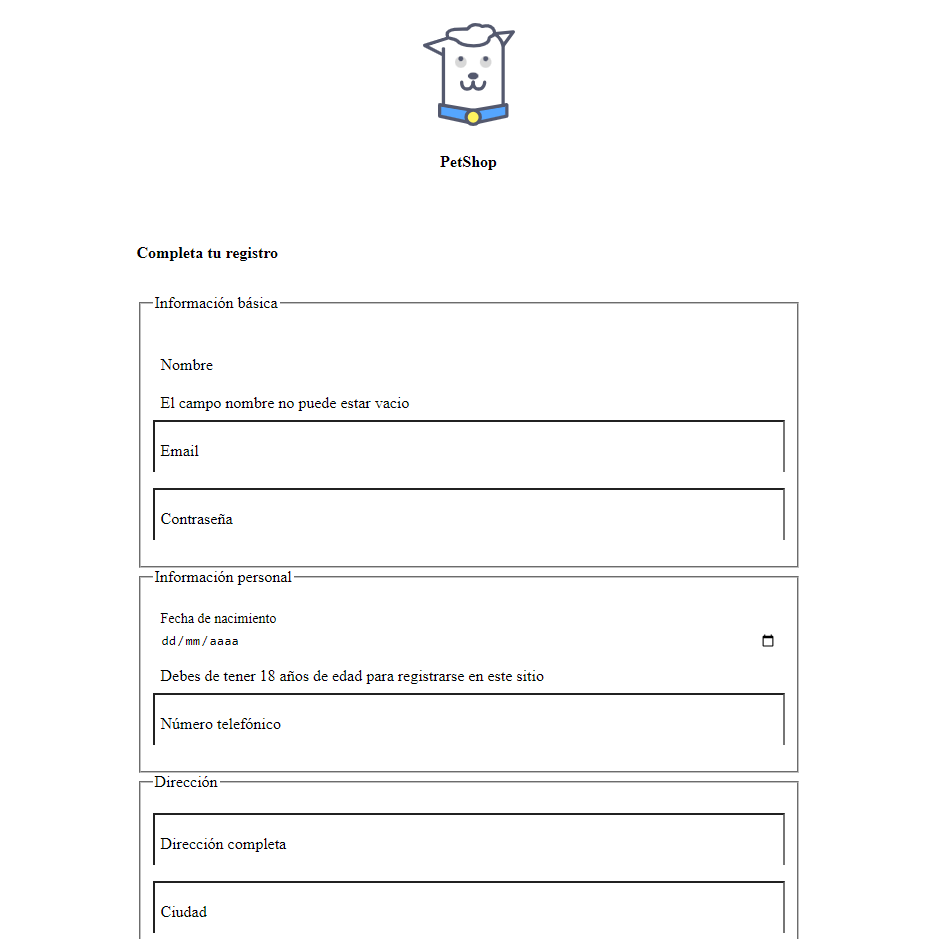 PetShop
Completa tu registro
Información básica
Nombre
El campo nombre no puede estar vacio
Email
Contraseña
Información personal
Fecha de nacimiento
dd/mm/aaaa
Debes de tener 18 años de edad para registrarse en este sitio
Número telefónico
Dirección
Dirección completa
Ciudad